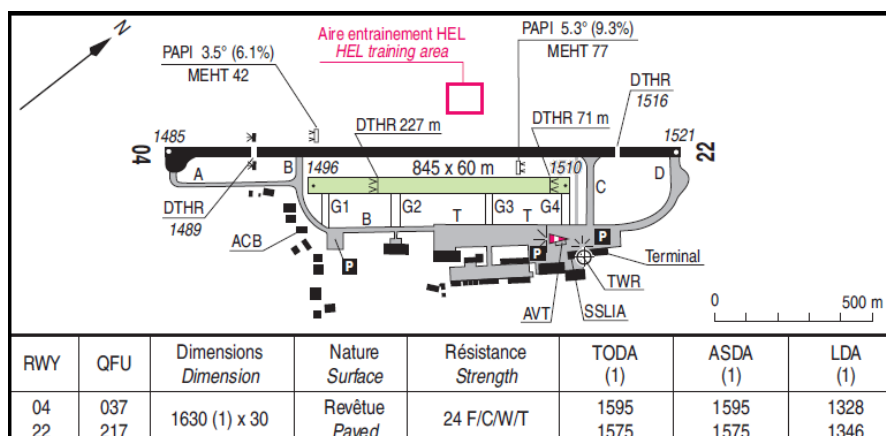 N
Aire entrainement HEL
HEL training area
PAPI 3.5° (6.1%)
MEHT 42
PAPI 5.3° (9.3%)
MEHT 77
DTHR
1516
DTHR 227 m
DTHR 71 m
1485
1521
04
22
A
B
1496
845 x 60 m
1510
C
D
DTHR
1489
G1
G2
G3
G4
B
T
T
ACB
P
P
P
Terminal
TWR
AVT
SSLIA
0
500 m
RWY QFU Dimensions Nature Résistance TODA ASDA LDA
Dimension Surface Strength (1) (1) (1)
04 037 1630 (1) x 30 Revêtue 24 F/C/W/T 1595 1595 1328
22 217 Paved 1575 1575 1346